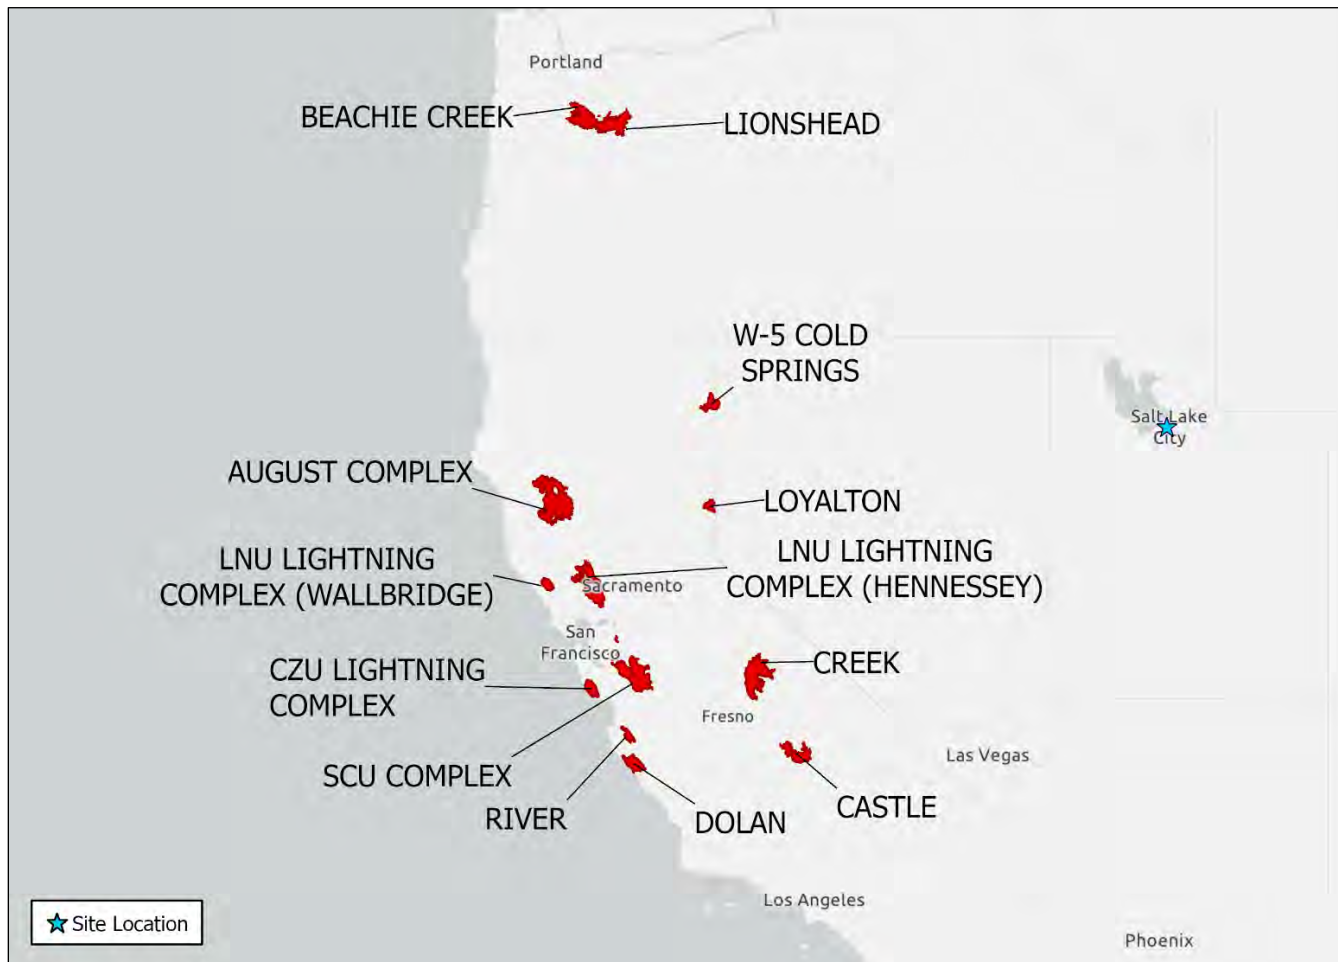 Portland
BEACHIE CREEK
LIONSHEAD
W-5 COLD
SPRINGS
Salt Lake
City
AUGUST COMPLEX
LOYALTON
LNU LIGHTNING
COMPLEX (WALLBRIDGE)
LNU LIGHTNING
COMPLEX (HENNESSEY)
Sacramento
San
Francisco
CZU LIGHTNING
COMPLEX
CREEK
Fresno
Las Vegas
SCU COMPLEX
RIVER
DOLAN
CASTLE
Los Angeles
Site Location
Phoenix